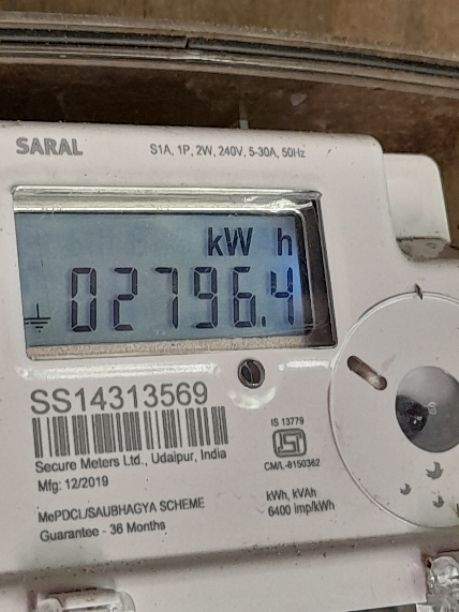 SARAL
S1A, 1P, 2W, 240V, 5-30A, 50Hz
kW h
02796.4
SS14313569
Secure Meters Ltd., Udaipur, India
Mfg: 12/2019
MePDCL/SAUBHAGYA SCHEME
Guarantee - 36 Months
IS 13779
CM/L-8150362
kWh, kVAh
6400 imp/kWh